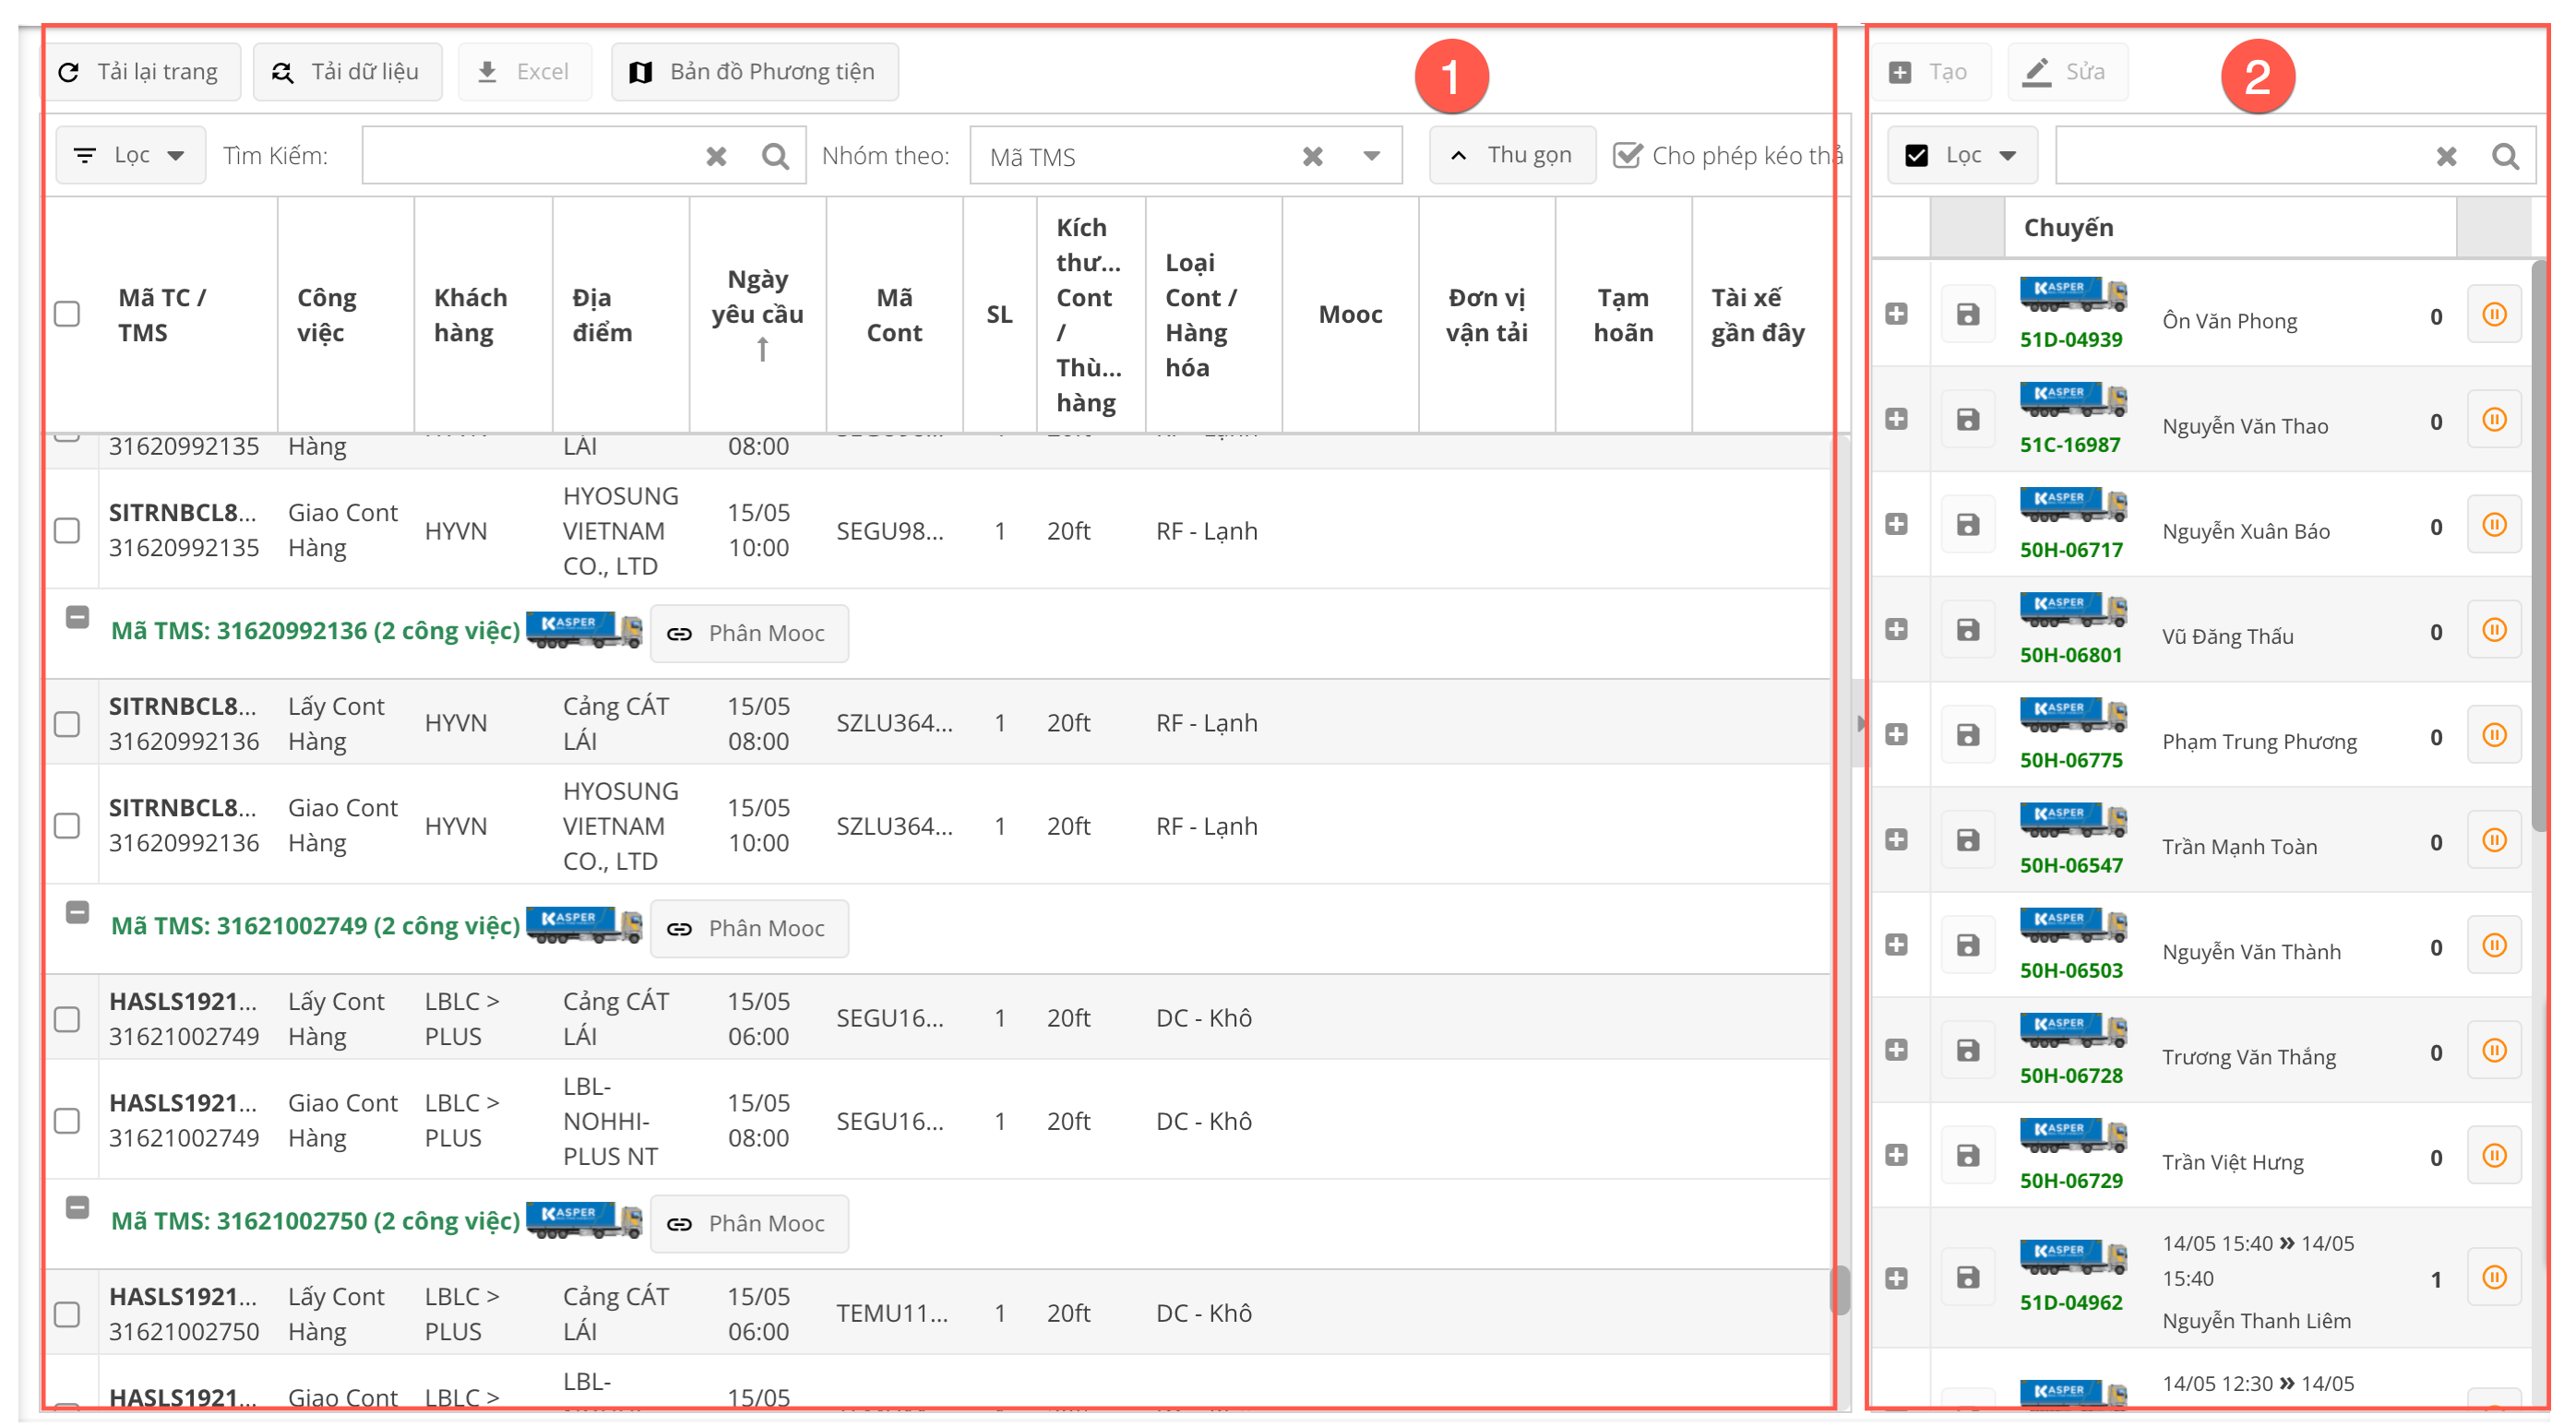 Tải lại trang Tải dữ liệu Excel Bản đồ Phương tiện 1
Lọc Tìm Kiếm: Nhóm theo: Mã TMS Thu gọn Cho phép kéo thả
Mã TC / TMS Công việc Khách hàng Địa điểm Ngày yêu cầu Mã Cont SL Kích thư... Cont / Thù... hàng Loại Cont / Hàng hóa Mooc Đơn vị vận tải Tạm hoãn Tài xế gần đây
31620992135 Hàng LÁI 08:00
SITRNBCL8... 31620992135 Giao Cont Hàng HYVN HYOSUNG VIETNAM CO., LTD 15/05 10:00 SEGU98... 1 20ft RF - Lạnh
Mã TMS: 31620992136 (2 công việc) KASPER Phân Mooc
SITRNBCL8... 31620992136 Lấy Cont Hàng HYVN Cảng CÁT LÁI 15/05 08:00 SZLU364... 1 20ft RF - Lạnh
SITRNBCL8... 31620992136 Giao Cont Hàng HYVN HYOSUNG VIETNAM CO., LTD 15/05 10:00 SZLU364... 1 20ft RF - Lạnh
Mã TMS: 31621002749 (2 công việc) KASPER Phân Mooc
HASLS1921... 31621002749 Lấy Cont Hàng LBLC > PLUS Cảng CÁT LÁI 15/05 06:00 SEGU16... 1 20ft DC - Khô
HASLS1921... 31621002749 Giao Cont Hàng LBLC > PLUS LBL-NOHHI-PLUS NT 15/05 08:00 SEGU16... 1 20ft DC - Khô
Mã TMS: 31621002750 (2 công việc) KASPER Phân Mooc
HASLS1921... 31621002750 Lấy Cont Hàng LBLC > PLUS Cảng CÁT LÁI 15/05 06:00 TEMU11... 1 20ft DC - Khô
HASLS1921... Giao Cont LBLC > LBL- 15/05
Tạo Sửa 2
Lọc
Chuyến
KASPER 51D-04939 Ôn Văn Phong 0
KASPER 51C-16987 Nguyễn Văn Thao 0
KASPER 50H-06717 Nguyễn Xuân Báo 0
KASPER 50H-06801 Vũ Đăng Thấu 0
KASPER 50H-06775 Phạm Trung Phương 0
KASPER 50H-06547 Trần Mạnh Toàn 0
KASPER 50H-06503 Nguyễn Văn Thành 0
KASPER 50H-06728 Trương Văn Thắng 0
KASPER 50H-06729 Trần Việt Hưng 0
KASPER 51D-04962 14/05 15:40 » 14/05 15:40 Nguyễn Thanh Liêm 1
KASPER 14/05 12:30 » 14/05